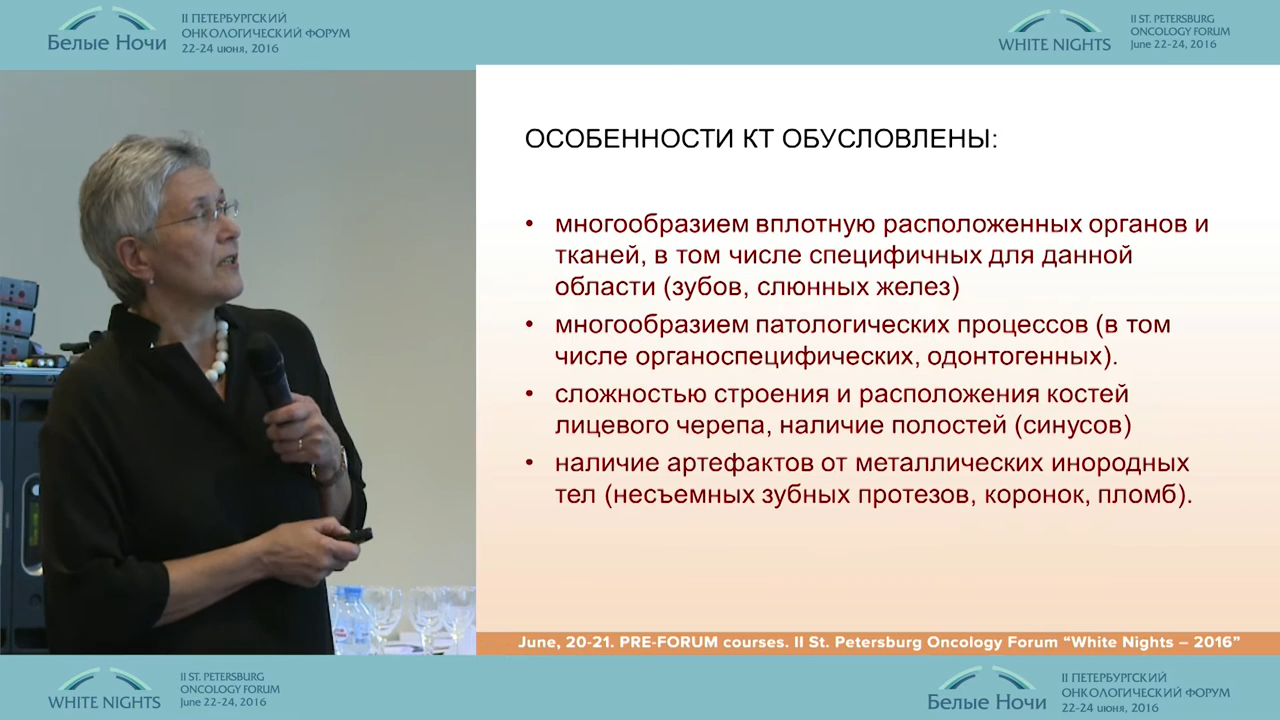 Белые Ночи
II ПЕТЕРБУРГСКИЙ
ОНКОЛОГИЧЕСКИЙ ФОРУМ
22-24 июня, 2016
WHITE NIGHTS
II ST. PETERSBURG
ONCOLOGY FORUM
June 22-24, 2016
ОСОБЕННОСТИ КТ ОБУСЛОВЛЕНЫ:
• многообразием вплотную расположенных органов и
тканей, в том числе специфичных для данной
области (зубов, слюнных желез)
• многообразием патологических процессов (в том
числе органоспецифических, одонтогенных).
• сложностью строения и расположения костей
лицевого черепа, наличие полостей (синусов)
• наличие артефактов от металлических инородных
тел (несъемных зубных протезов, коронок, пломб).
June, 20-21. PRE-FORUM courses. II St. Petersburg Oncology Forum “White Nights – 2016”
WHITE NIGHTS
II ST. PETERSBURG
ONCOLOGY FORUM
June 22-24, 2016
Белые Ночи
II ПЕТЕРБУРГСКИЙ
ОНКОЛОГИЧЕСКИЙ ФОРУМ
22-24 июня, 2016